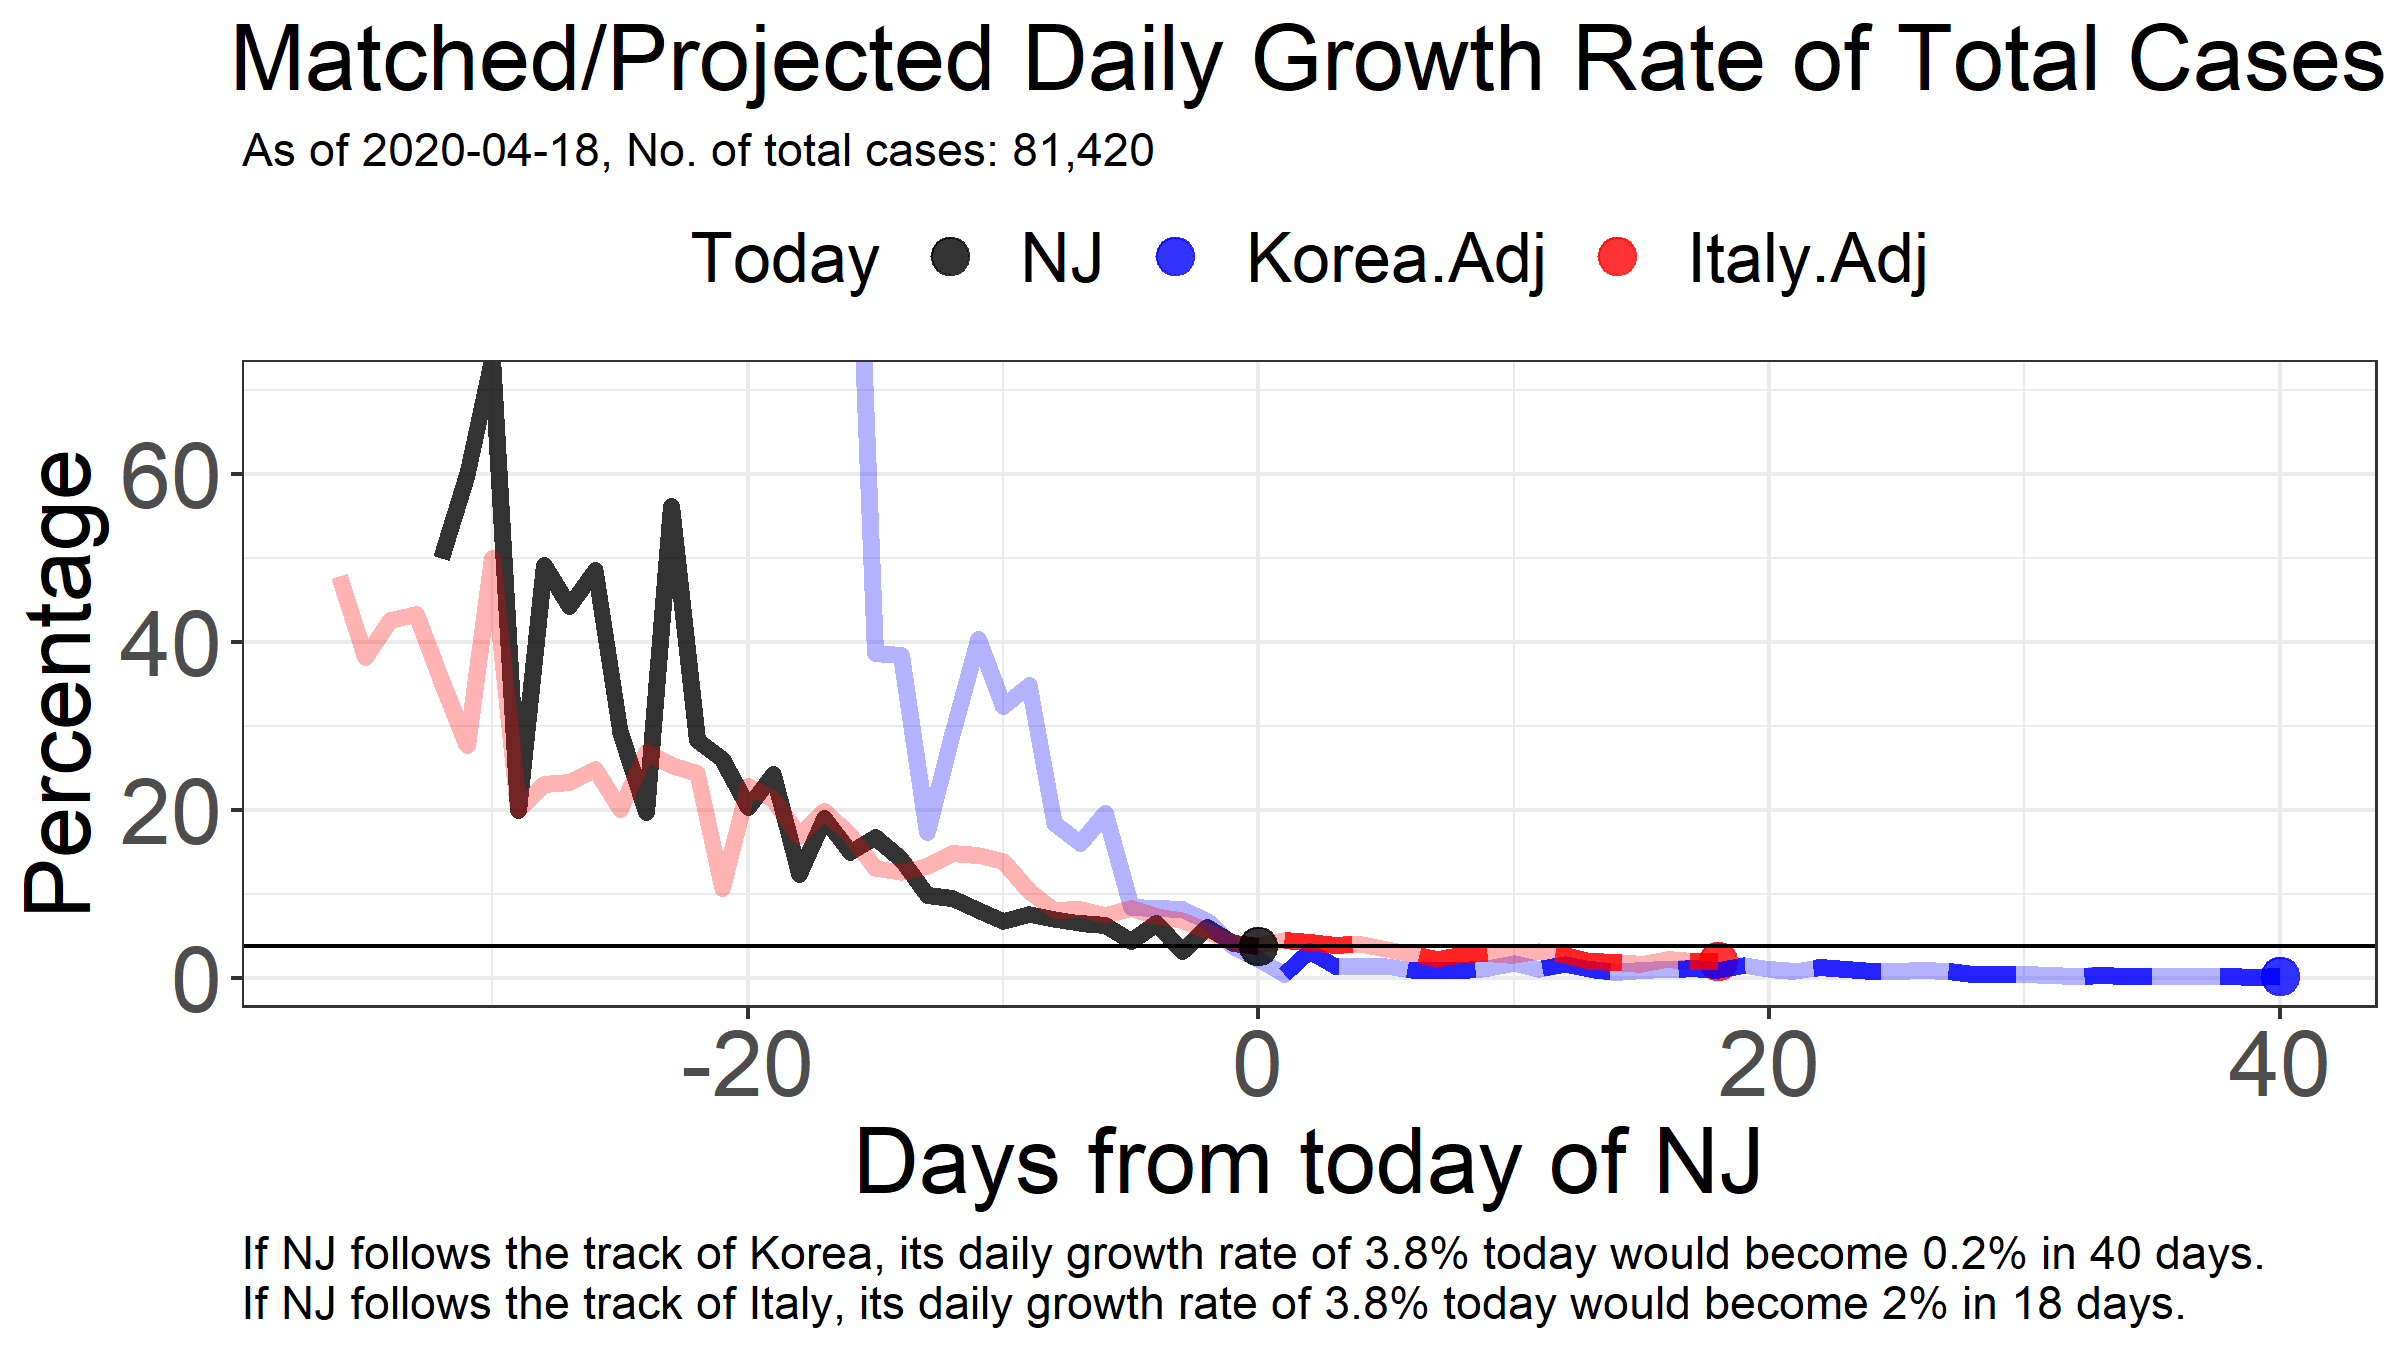 Matched/Projected Daily Growth Rate of Total Cases
As of 2020-04-18, No. of total cases: 81,420
Today NJ Korea.Adj Italy.Adj
Percentage
60
40
20
0
-20 0 20 40
Days from today of NJ
If NJ follows the track of Korea, its daily growth rate of 3.8% today would become 0.2% in 40 days.
If NJ follows the track of Italy, its daily growth rate of 3.8% today would become 2% in 18 days.